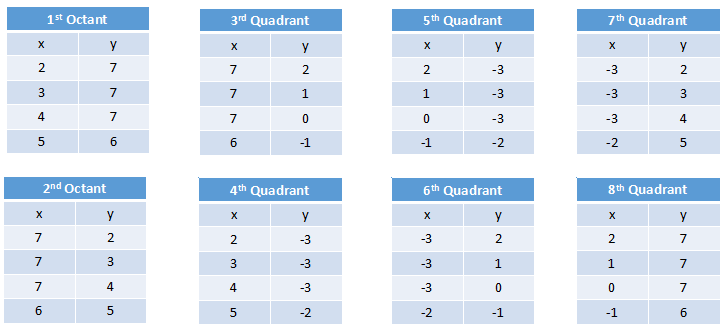 1st Octant
x y
2 7
3 7
4 7
5 6
3rd Quadrant
x y
7 2
7 1
7 0
6 -1
5th Quadrant
x y
2 -3
1 -3
0 -3
-1 -2
7th Quadrant
x y
-3 2
-3 3
-3 4
-2 5
2nd Octant
x y
7 2
7 3
7 4
6 5
4th Quadrant
x y
2 -3
3 -3
4 -3
5 -2
6th Quadrant
x y
-3 2
-3 1
-3 0
-2 -1
8th Quadrant
x y
2 7
1 7
0 7
-1 6